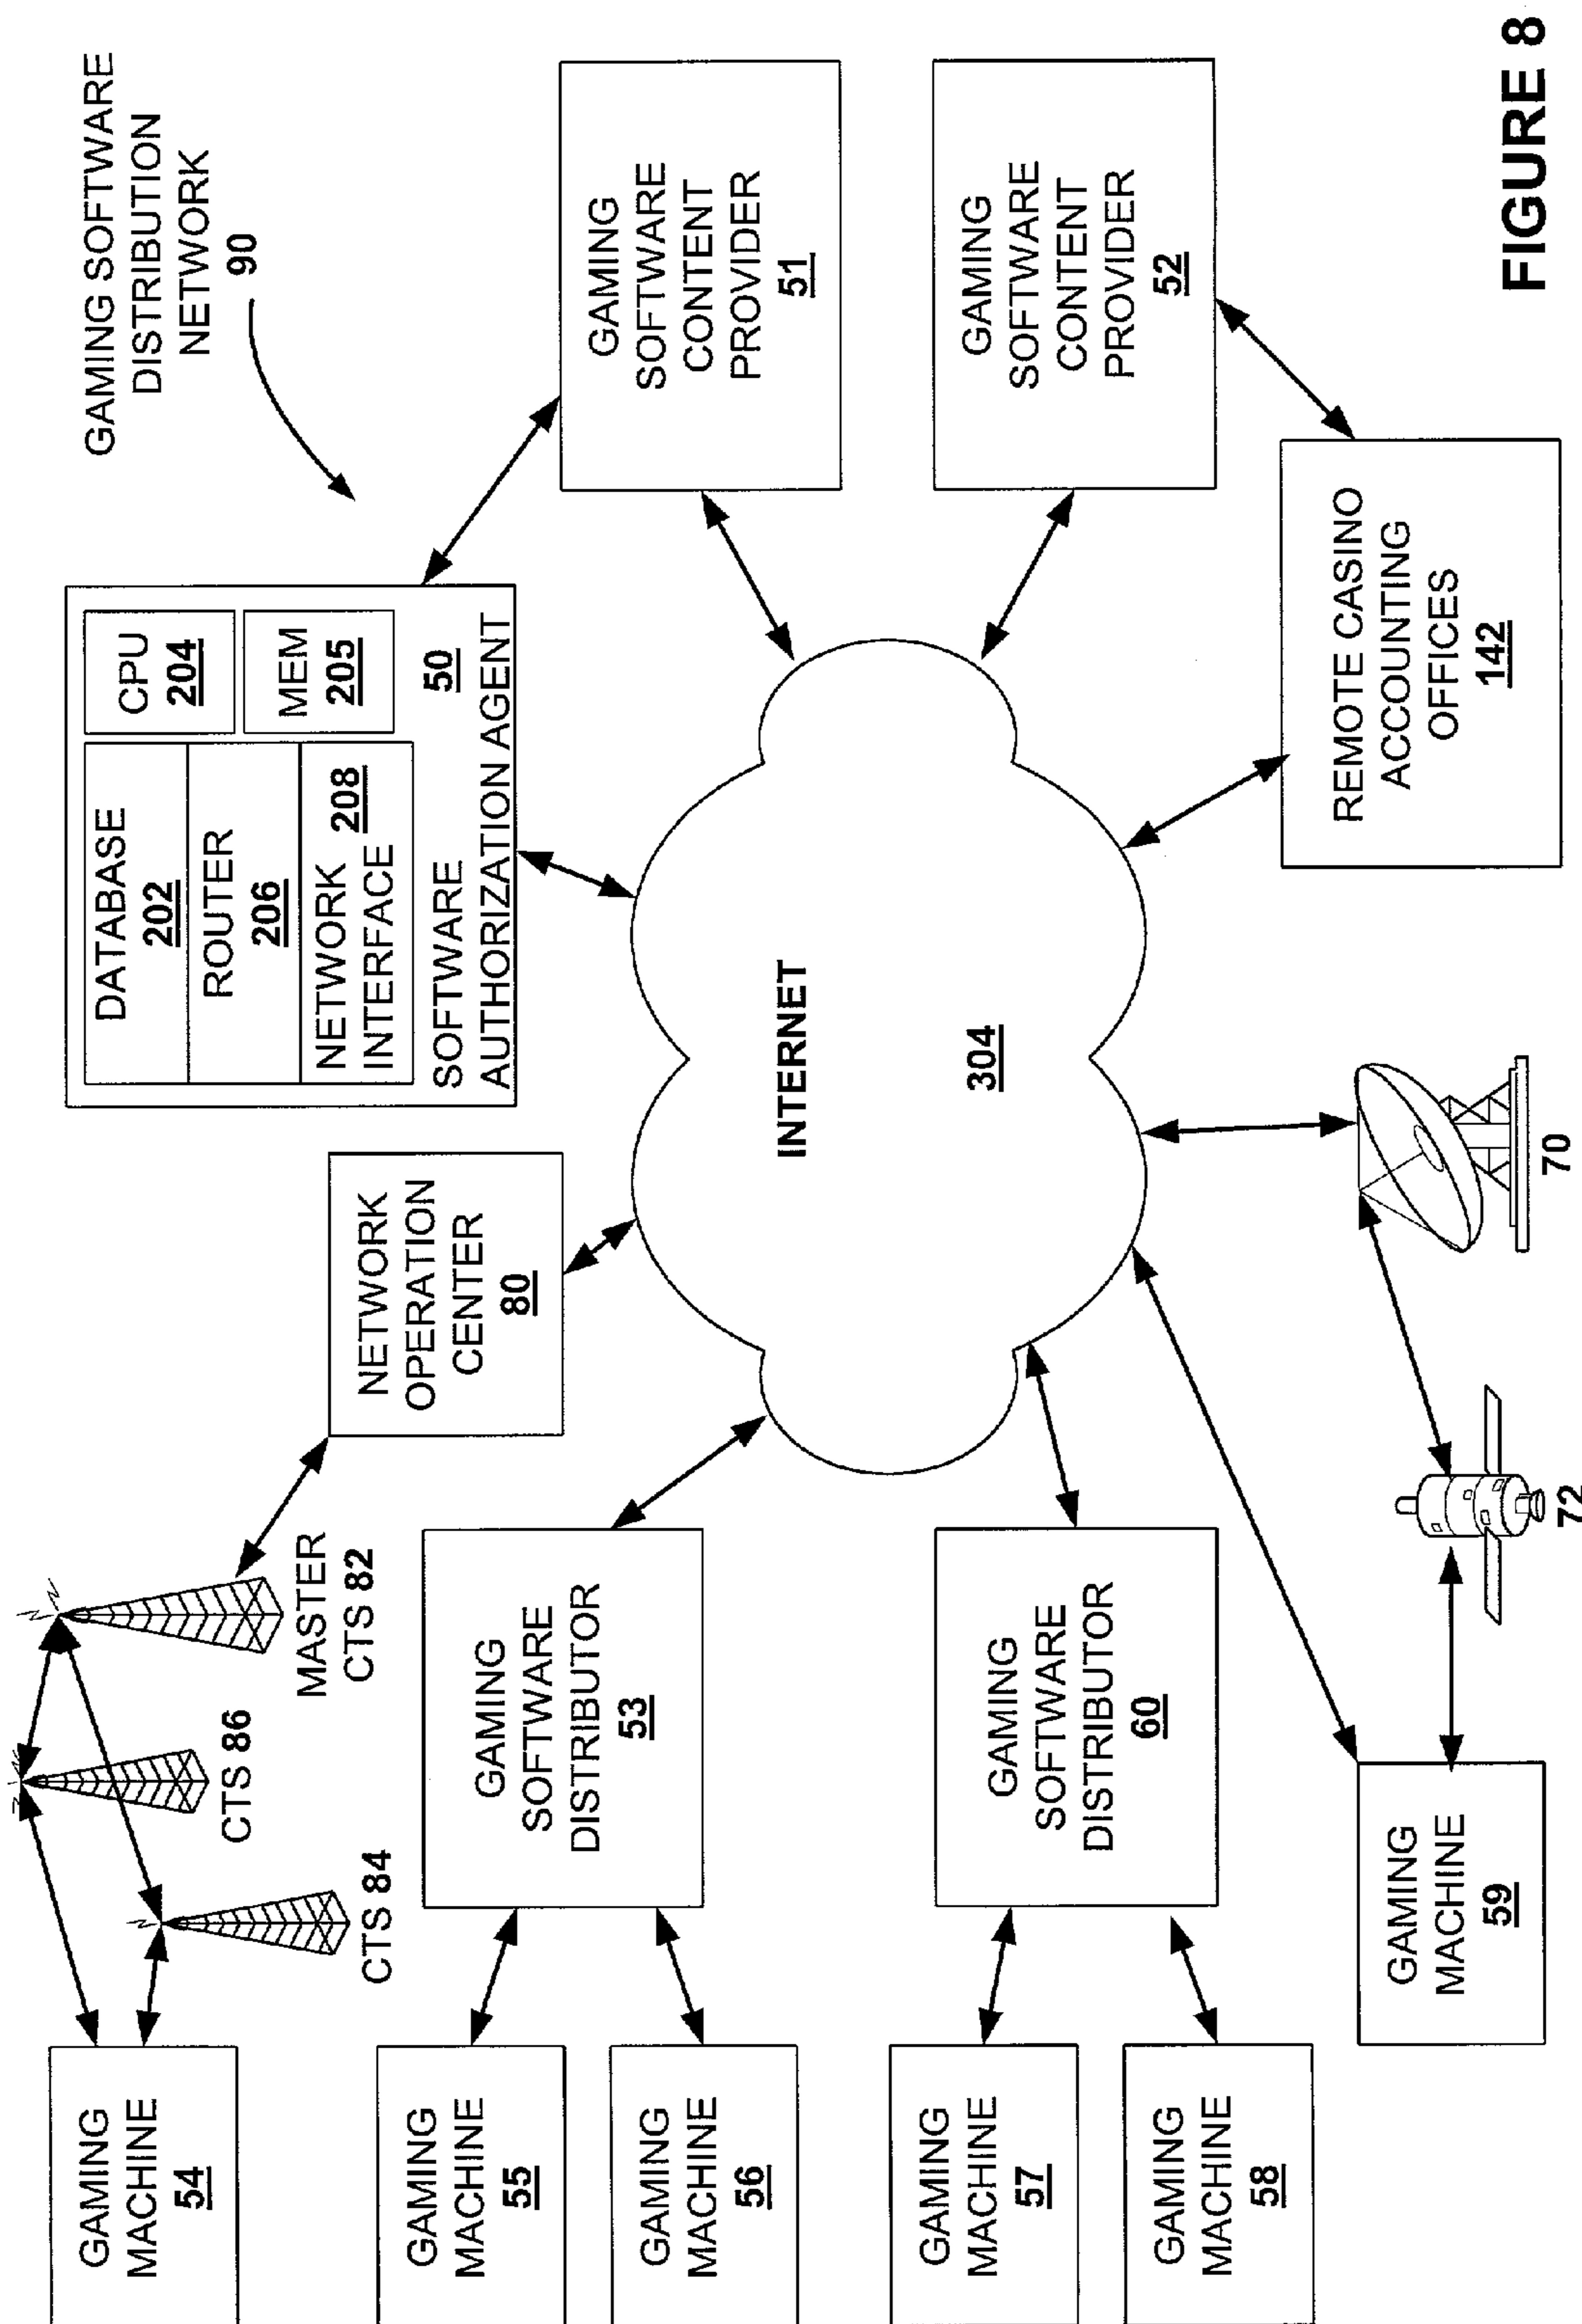 GAMING SOFTWARE
DISTRIBUTION
NETWORK
90
DATABASE
202
CPU
204
ROUTER
206
MEM
205
NETWORK
208
INTERFACE
50
SOFTWARE
AUTHORIZATION AGENT
GAMING
SOFTWARE
CONTENT
PROVIDER
51
GAMING
SOFTWARE
CONTENT
PROVIDER
52
NETWORK
OPERATION
CENTER
80
MASTER
CTS 82
CTS 86
CTS 84
GAMING
MACHINE
54
GAMING
SOFTWARE
DISTRIBUTOR
53
GAMING
MACHINE
55
GAMING
MACHINE
56
INTERNET
304
GAMING
SOFTWARE
DISTRIBUTOR
60
GAMING
MACHINE
57
GAMING
MACHINE
58
GAMING
MACHINE
59
72
70
REMOTE CASINO
ACCOUNTING
OFFICES
142
FIGURE 8